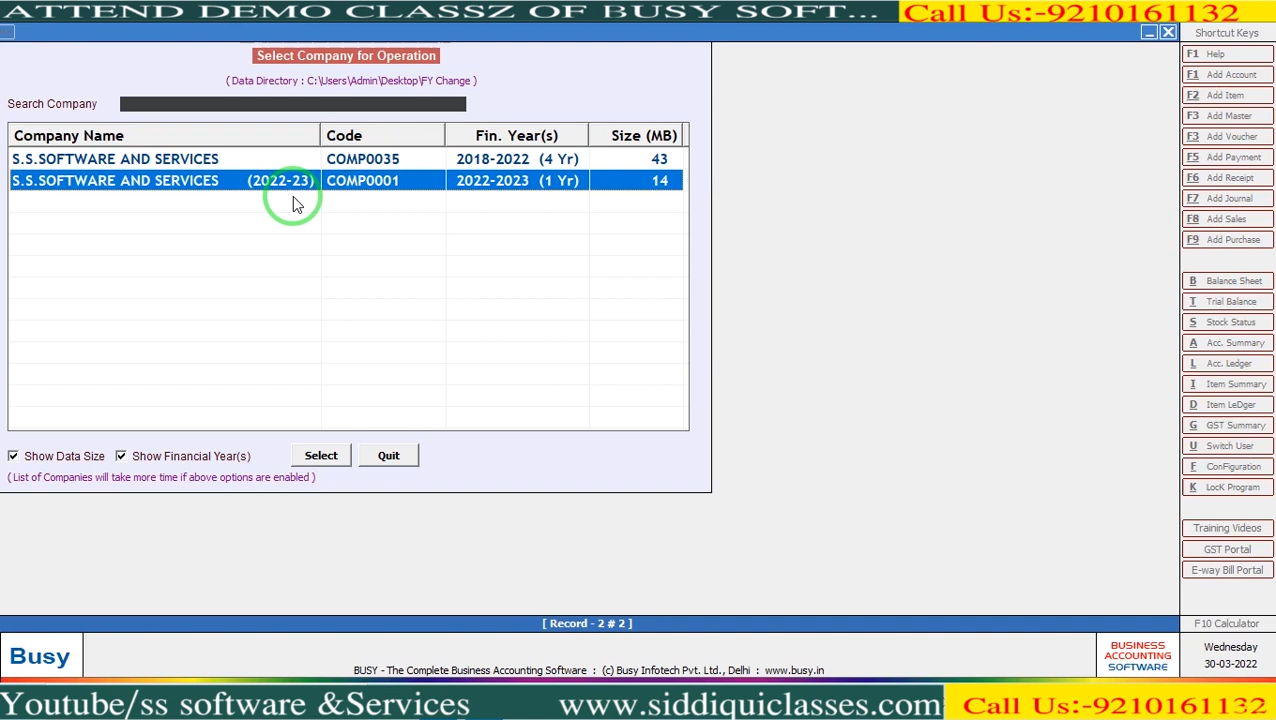 ATTEND DEMO CLASSZ OF BUSY SOFT... Call Us:-9210161132
Select Company for Operation
( Data Directory : C:\Users\Admin\Desktop\FY Change )
Search Company
Company Name Code Fin. Year(s) Size (MB)
S.S.SOFTWARE AND SERVICES COMP0035 2018-2022 (4 Yr) 43
S.S.SOFTWARE AND SERVICES (2022-23) COMP0001 2022-2023 (1 Yr) 14
Show Data Size Show Financial Year(s) Select Quit
( List of Companies will take more time if above options are enabled )
Shortcut Keys
F1 Help
F1 Add Account
F2 Add Item
F3 Add Master
F3 Add Voucher
F5 Add Payment
F6 Add Receipt
F7 Add Journal
F8 Add Sales
F9 Add Purchase
B Balance Sheet
T Trial Balance
S Stock Status
A Acc. Summary
L Acc. Ledger
I Item Summary
D Item LeDger
G GST Summary
U Switch User
F ConFiguration
K LocK Program
Training Videos
GST Portal
E-way Bill Portal
[ Record - 2 # 2 ]
F10 Calculator
Busy
BUSY - The Complete Business Accounting Software : (c) Busy Infotech Pvt. Ltd., Delhi : www.busy.in
BUSINESS
ACCOUNTING
SOFTWARE
Wednesday
30-03-2022
Youtube/ss software &Services www.siddiquiclasses.com Call Us:-9210161132